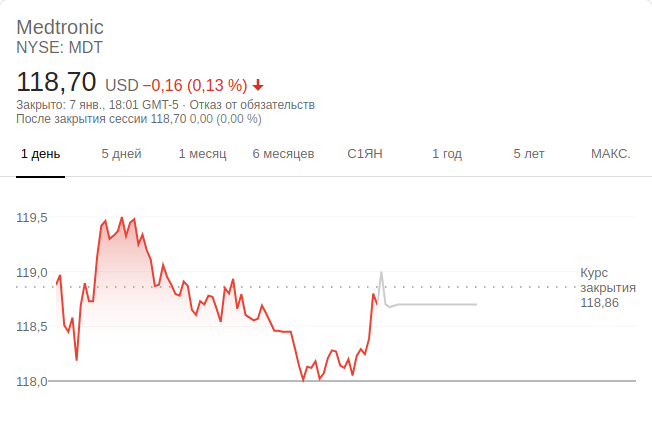 Medtronic
NYSE: MDT
118,70 USD −0,16 (0,13 %)
Закрыто: 7 янв., 18:01 GMT-5 · Отказ от обязательств
После закрытия сессии 118,70 0,00 (0,00 %)
1 день 5 дней 1 месяц 6 месяцев С1ЯН 1 год 5 лет МАКС.
119,5
119,0
118,5
118,0
Курс
закрытия
118,86